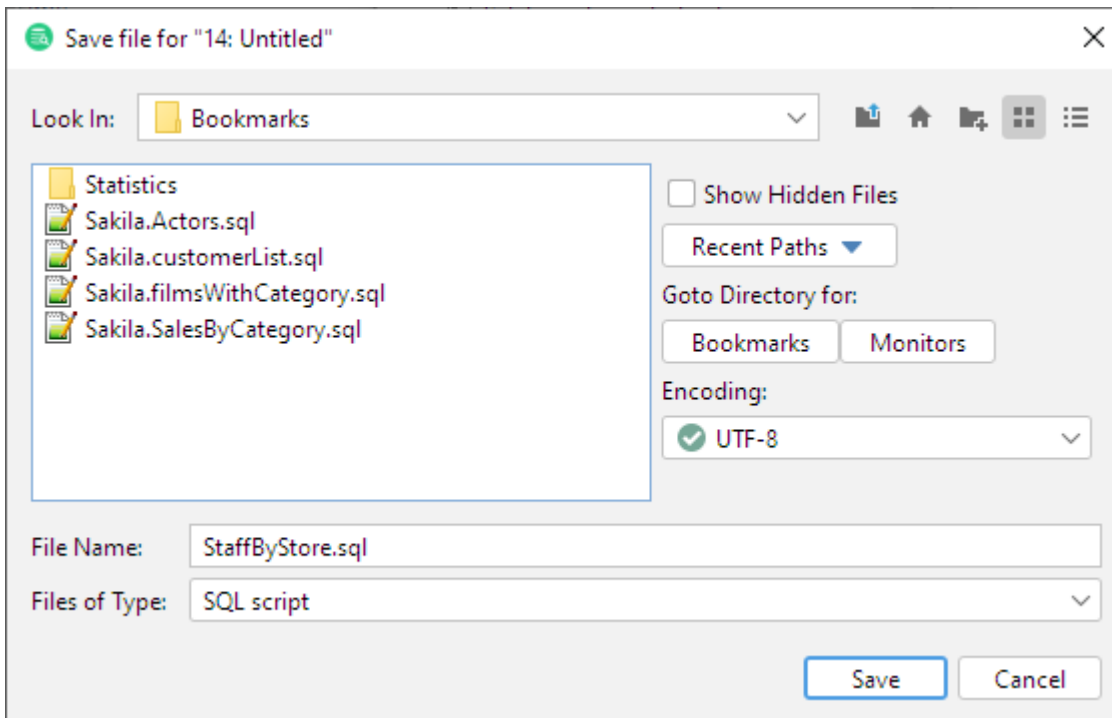 Save file for "14: Untitled"
Look In: Bookmarks
Statistics
Sakila.Actors.sql
Sakila.customerList.sql
Sakila.filmsWithCategory.sql
Sakila.SalesByCategory.sql
Show Hidden Files
Recent Paths
Goto Directory for:
Bookmarks Monitors
Encoding:
UTF-8
File Name: StaffByStore.sql
Files of Type: SQL script
Save Cancel